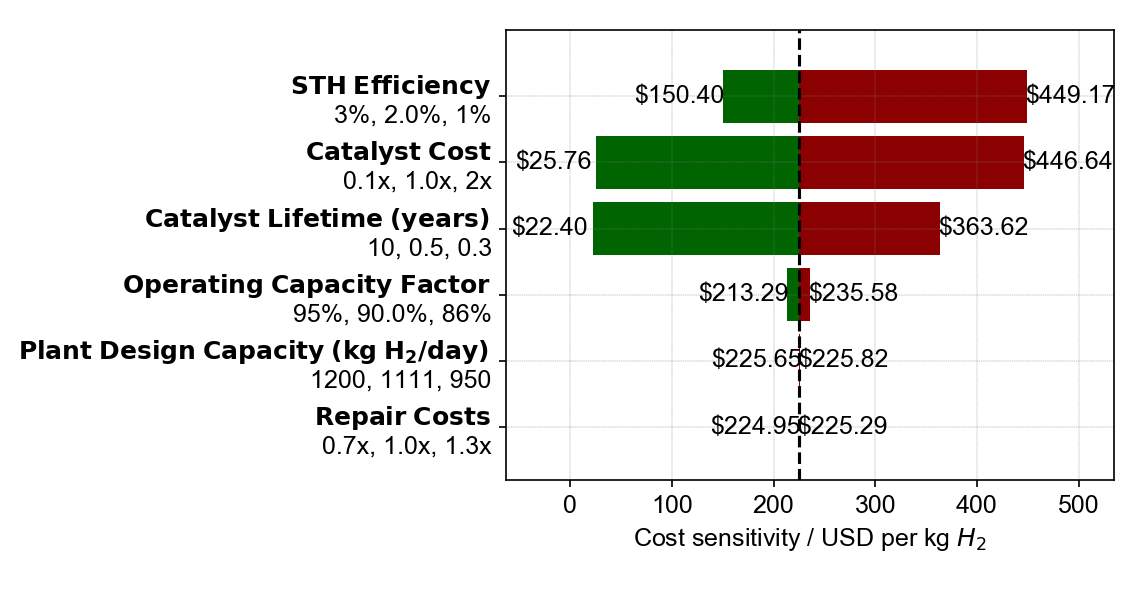 STH Efficiency
3%, 2.0%, 1%
$150.40 $449.17
Catalyst Cost
0.1x, 1.0x, 2x
$25.76 $446.64
Catalyst Lifetime (years)
10, 0.5, 0.3
$22.40 $363.62
Operating Capacity Factor
95%, 90.0%, 86%
$213.29 $235.58
Plant Design Capacity (kg H₂/day)
1200, 1111, 950
$225.65 $225.82
Repair Costs
0.7x, 1.0x, 1.3x
$224.95 $225.29
0 100 200 300 400 500
Cost sensitivity / USD per kg H₂